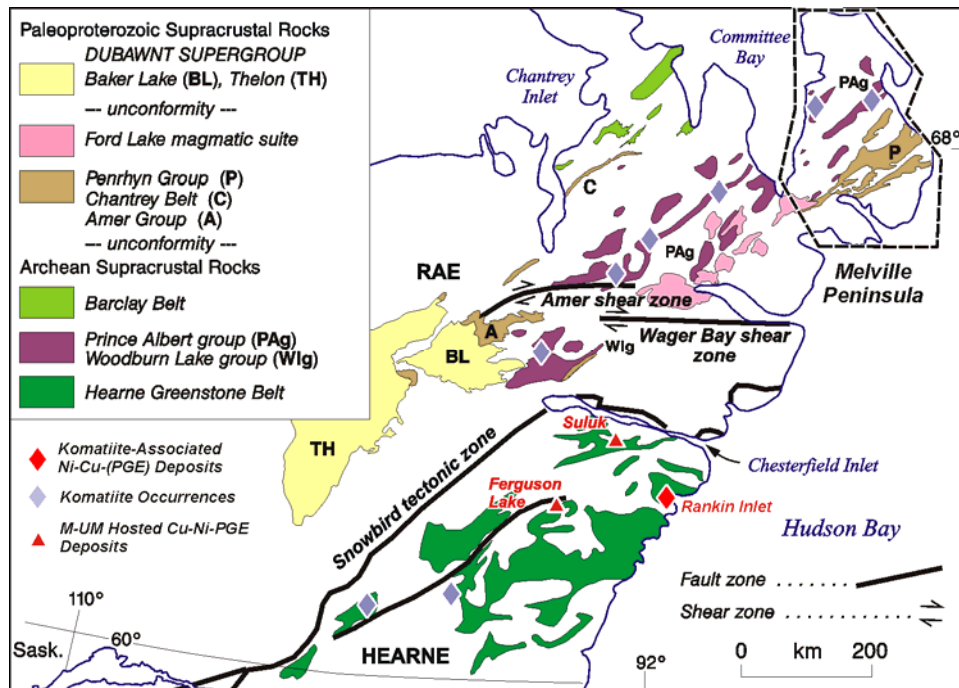 Paleoproterozoic Supracrustal Rocks
DUBAWNT SUPERGROUP
Baker Lake (BL), Thelon (TH)
--- unconformity ---
Ford Lake magmatic suite
Penrhyn Group (P)
Chantrey Belt (C)
Amer Group (A)
--- unconformity ---
Archean Supracrustal Rocks
Barclay Belt
Prince Albert group (PAg)
Woodburn Lake group (Wlg)
Hearne Greenstone Belt
Komatiite-Associated
Ni-Cu-(PGE) Deposits
Komatiite Occurrences
M-UM Hosted Cu-Ni-PGE
Deposits
Committee
Bay
Chantrey
Inlet
PAg
68°
P
C
PAg
RAE
Melville
Peninsula
Amer shear zone
A
Wager Bay shear
zone
BL
Wlg
TH
Suluk
Chesterfield Inlet
Ferguson
Lake
Rankin Inlet
Snowbird tectonic zone
Hudson Bay
Fault zone ......
Shear zone ..........
110°
60°
Sask.
HEARNE
92°
0 km 200